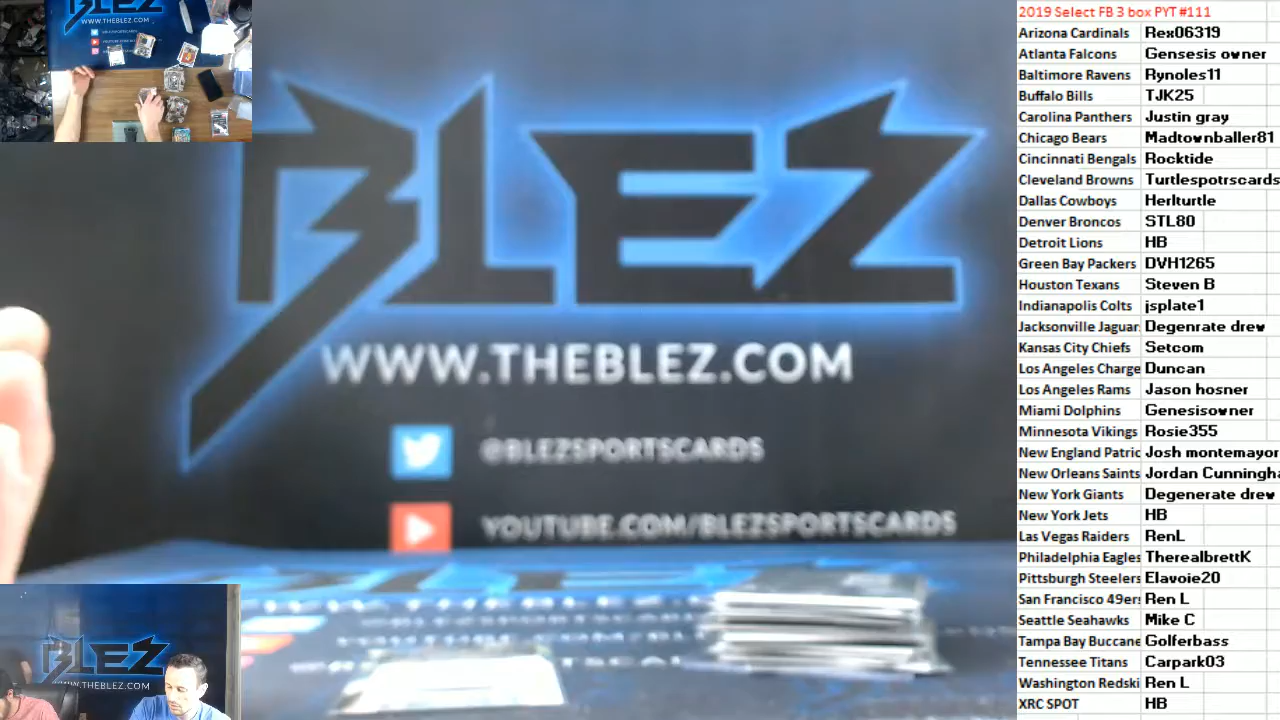 BLEZ
WWW.THEBLEZ.COM
@BLEZSPORTSCARDS
YOUTUBE.COM/BLEZSPORTSCARDS
BLEZ
WWW.THEBLEZ.COM
BLEZ
WWW.THEBLEZ.COM
2019 Select FB 3 box PYT #111
Arizona Cardinals Rex06319
Atlanta Falcons Gensesis owner
Baltimore Ravens Rynoles11
Buffalo Bills TJK25
Carolina Panthers Justin gray
Chicago Bears Madtownballer81
Cincinnati Bengals Rocktide
Cleveland Browns Turtlespotrscards
Dallas Cowboys Herlturtle
Denver Broncos STL80
Detroit Lions HB
Green Bay Packers DVH1265
Houston Texans Steven B
Indianapolis Colts jsplate1
Jacksonville Jaguar Degenrate drew
Kansas City Chiefs Setcom
Los Angeles Charge Duncan
Los Angeles Rams Jason hosner
Miami Dolphins Genesisowner
Minnesota Vikings Rosie355
New England Patric Josh montemayor
New Orleans Saints Jordan Cunningha
New York Giants Degenerate drew
New York Jets HB
Las Vegas Raiders RenL
Philadelphia Eagles TherealbrettK
Pittsburgh Steelers Elavoie20
San Francisco 49ers Ren L
Seattle Seahawks Mike C
Tampa Bay Buccane Golferbass
Tennessee Titans Carpark03
Washington Redski Ren L
XRC SPOT HB